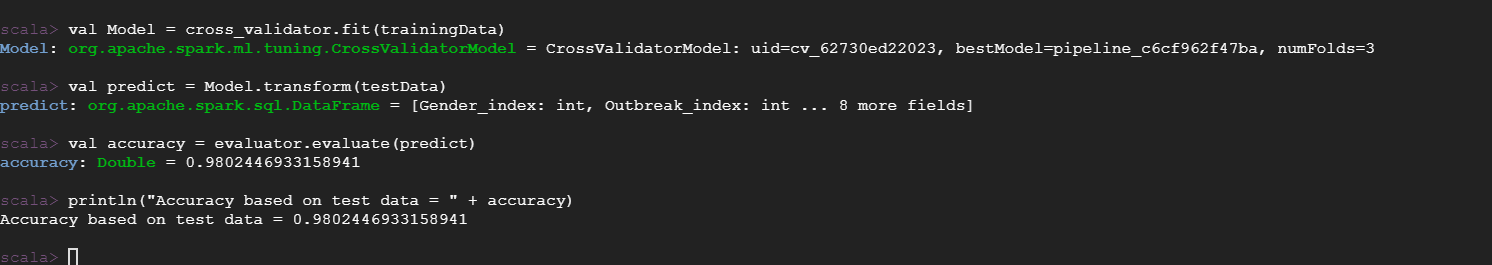 scala> val Model = cross_validator.fit(trainingData)
Model: org.apache.spark.ml.tuning.CrossValidatorModel = CrossValidatorModel: uid=cv_62730ed22023, bestModel=pipeline_c6cf962f47ba, numFolds=3
scala> val predict = Model.transform(testData)
predict: org.apache.spark.sql.DataFrame = [Gender_index: int, Outbreak_index: int ... 8 more fields]
scala> val accuracy = evaluator.evaluate(predict)
accuracy: Double = 0.9802446933158941
scala> println("Accuracy based on test data = " + accuracy)
Accuracy based on test data = 0.9802446933158941
scala>